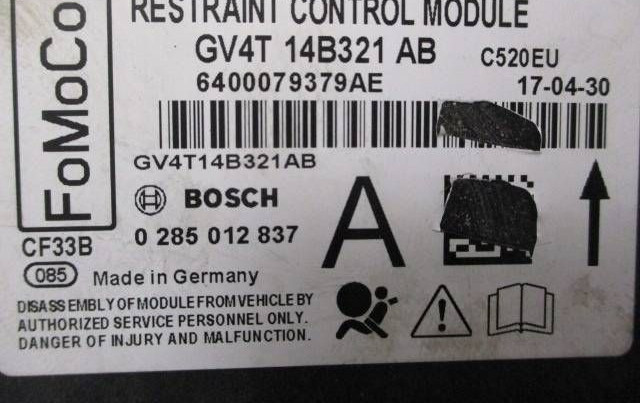 RESTRAINT CONTROL MODULE
FoMoCo
GV4T 14B321 AB C520EU
6400079379AE 17-04-30
GV4T14B321AB
BOSCH
A
CF33B 0 285 012 837
085 Made in Germany
DISASSEMBLY OF MODULE FROM VEHICLE BY
AUTHORIZED SERVICE PERSONNEL ONLY.
DANGER OF INJURY AND MALFUNCTION.